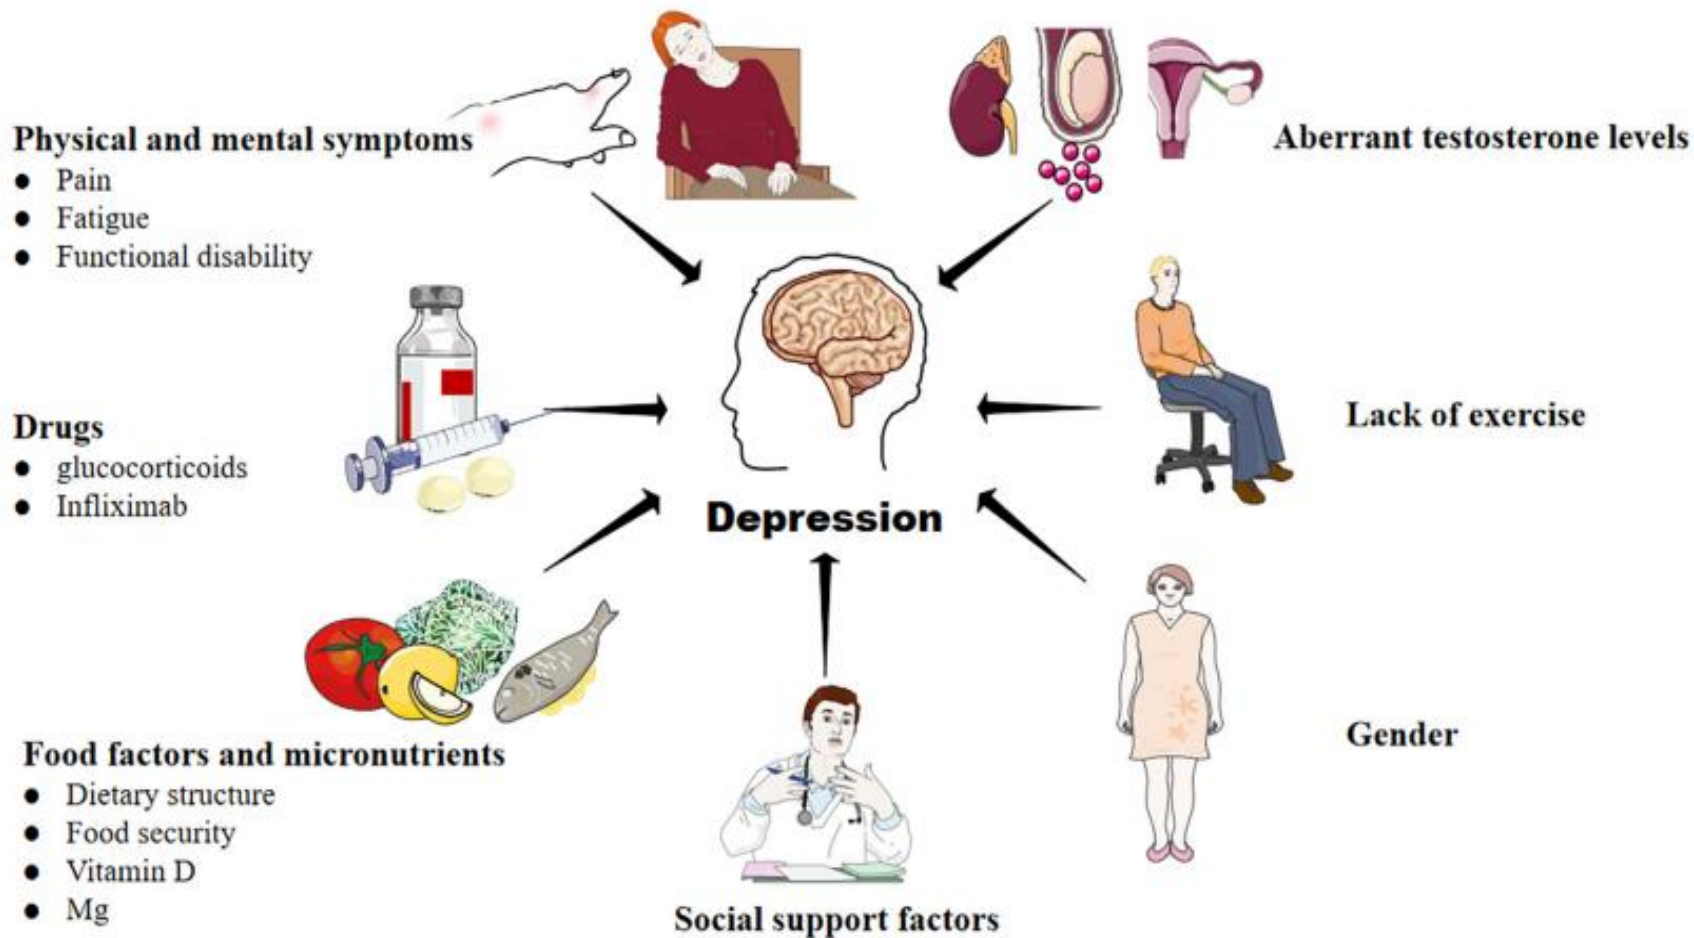 Physical and mental symptoms
● Pain
● Fatigue
● Functional disability
Aberrant testosterone levels
Drugs
● glucocorticoids
● Infliximab
Lack of exercise
Depression
Food factors and micronutrients
● Dietary structure
● Food security
● Vitamin D
● Mg
Gender
Social support factors